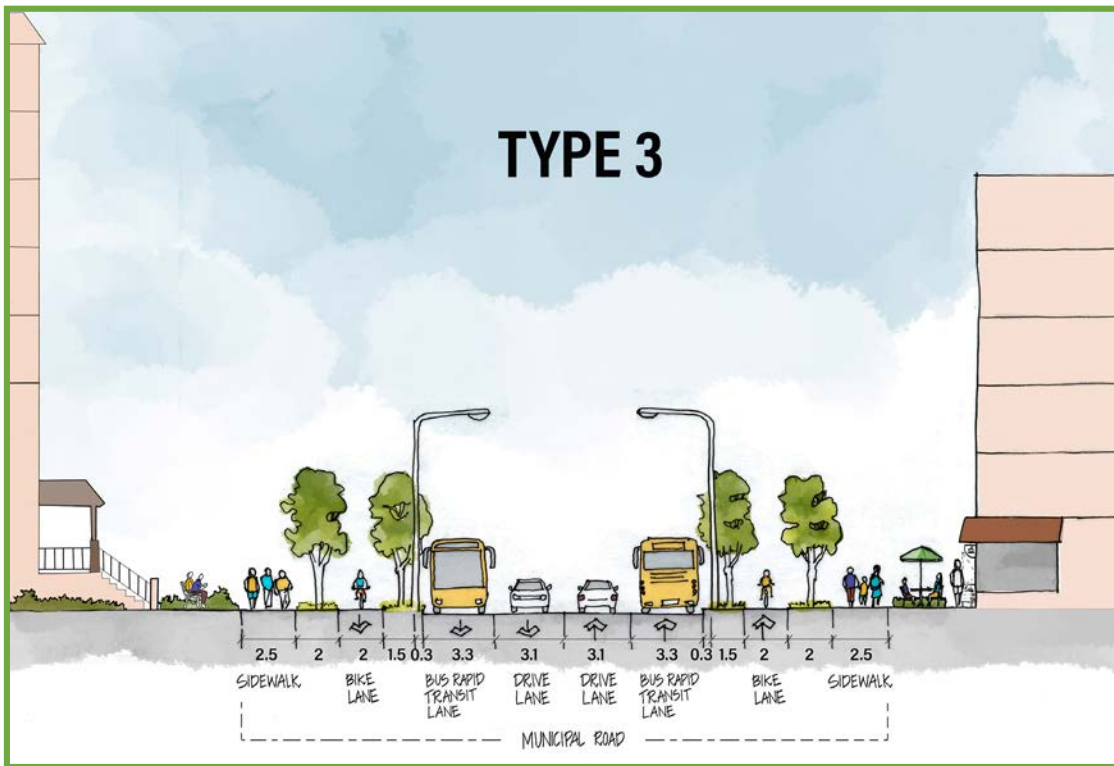 TYPE 3
2.5 2 2 1.5 0.3 3.3 3.1 3.1 3.3 0.3 1.5 2 2 2.5
SIDEWALK
BIKE
LANE
BUS RAPID
TRANSIT
LANE
DRIVE
LANE
DRIVE
LANE
BUS RAPID
TRANSIT
LANE
BIKE
LANE
SIDEWALK
MUNICIPAL ROAD